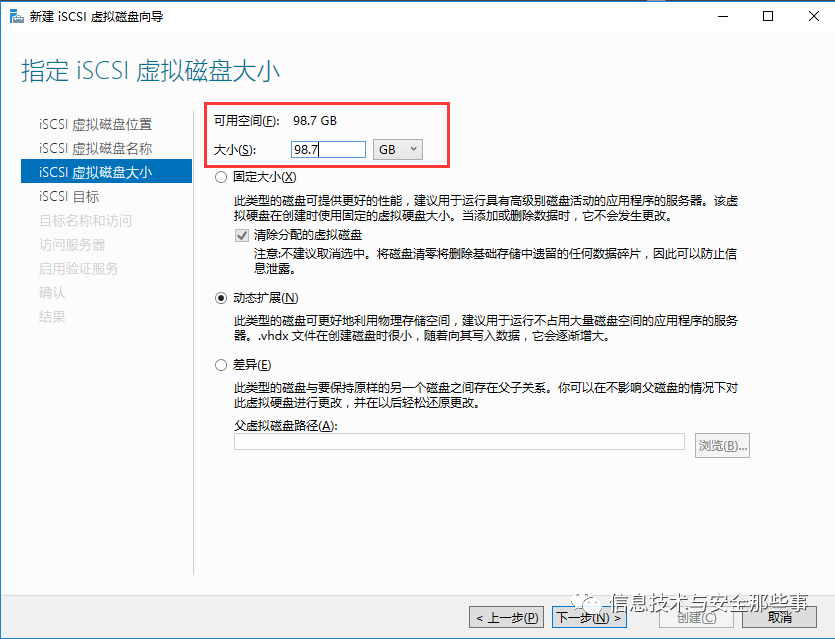 新建 iSCSI 虚拟磁盘向导
指定 iSCSI 虚拟磁盘大小
iSCSI 虚拟磁盘位置
iSCSI 虚拟磁盘名称
iSCSI 虚拟磁盘大小
iSCSI 目标
目标名称和访问
访问服务器
启用验证服务
确认
结果
可用空间(F): 98.7 GB
大小(S): 98.7 GB
固定大小(X)
此类型的磁盘可提供更好的性能，建议用于运行具有高级别磁盘活动的应用程序的服务器。该虚
拟硬盘在创建时使用固定的虚拟硬盘大小。当添加或删除数据时，它不会发生更改。
清除分配的虚拟磁盘
注意:不建议取消选中。将磁盘清零将删除基础存储中遗留的任何数据碎片，因此可以防止信
息泄露。
动态扩展(N)
此类型的磁盘可更好地利用物理存储空间，建议用于运行不占用大量磁盘空间的应用程序的服务
器。.vhdx 文件在创建磁盘时很小，随着向其写入数据，它会逐渐增大。
差异(E)
此类型的磁盘与要保持原样的另一个磁盘之间存在父子关系。你可以在不影响父磁盘的情况下对
此虚拟硬盘进行更改，并在以后轻松还原更改。
父虚拟磁盘路径(A):
浏览(B)...
信息技术与安全那些事
< 上一步(P) 下一步(N) > 创建(C) 取消